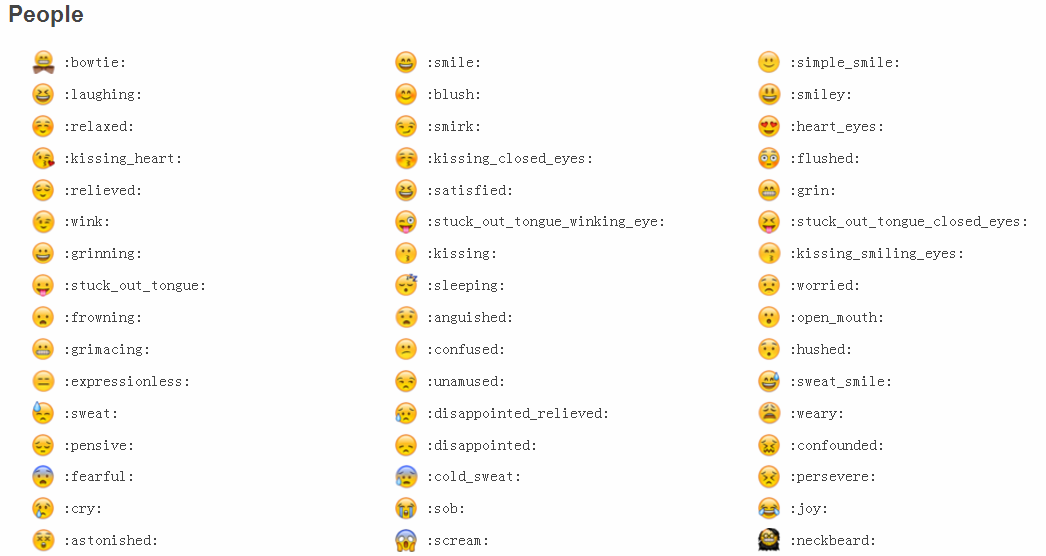 People
:bowtie: :smile: :simple_smile:
:laughing: :blush: :smiley:
:relaxed: :smirk: :heart_eyes:
:kissing_heart: :kissing_closed_eyes: :flushed:
:relieved: :satisfied: :grin:
:wink: :stuck_out_tongue_winking_eye: :stuck_out_tongue_closed_eyes:
:grinning: :kissing: :kissing_smiling_eyes:
:stuck_out_tongue: :sleeping: :worried:
:frowning: :anguished: :open_mouth:
:grimacing: :confused: :hushed:
:expressionless: :unamused: :sweat_smile:
:sweat: :disappointed_relieved: :weary:
:pensive: :disappointed: :confounded:
:fearful: :cold_sweat: :persevere:
:cry: :sob: :joy:
:astonished: :scream: :neckbeard: